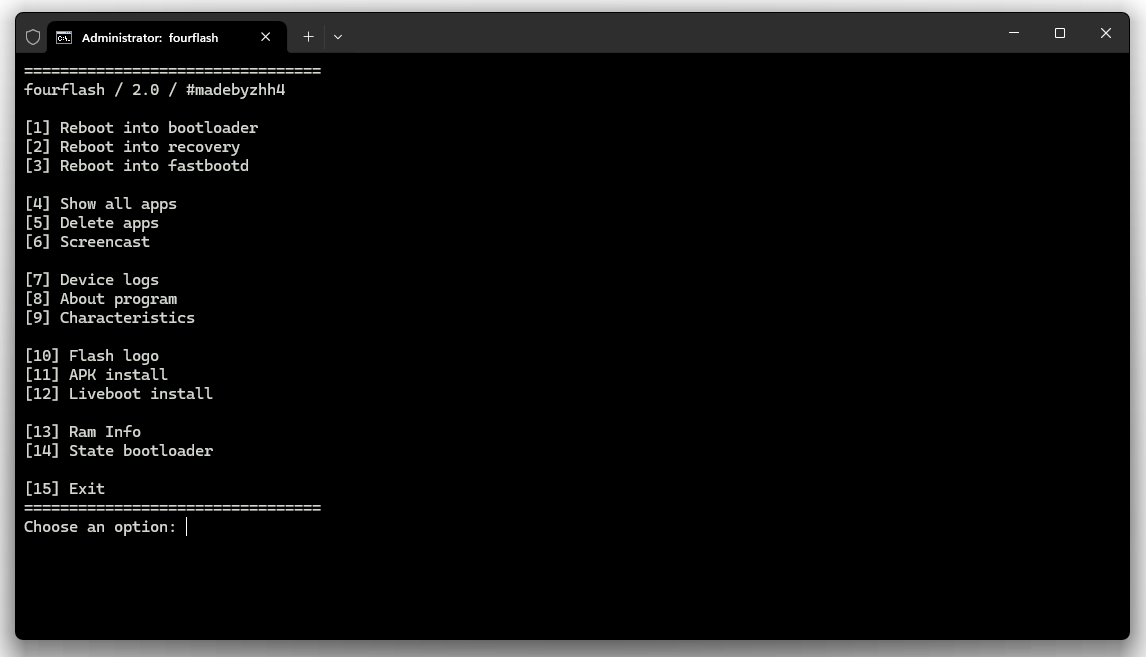 Administrator: fourflash
=================================
fourflash / 2.0 / #madebyzhh4
[1] Reboot into bootloader
[2] Reboot into recovery
[3] Reboot into fastbootd
[4] Show all apps
[5] Delete apps
[6] Screencast
[7] Device logs
[8] About program
[9] Characteristics
[10] Flash logo
[11] APK install
[12] Liveboot install
[13] Ram Info
[14] State bootloader
[15] Exit
=================================
Choose an option: